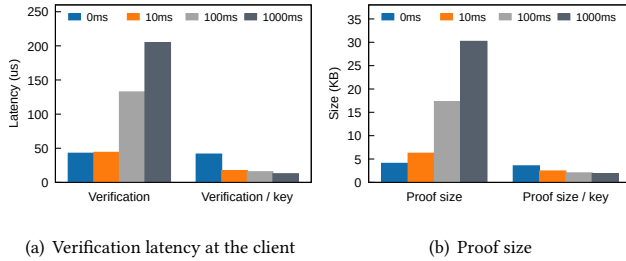 0ms 10ms 100ms 1000ms
Latency (us)
250
200
150
100
50
0
Verification Verification / key
(a) Verification latency at the client
0ms 10ms 100ms 1000ms
Size (KB)
35
30
25
20
15
10
5
0
Proof size Proof size / key
(b) Proof size